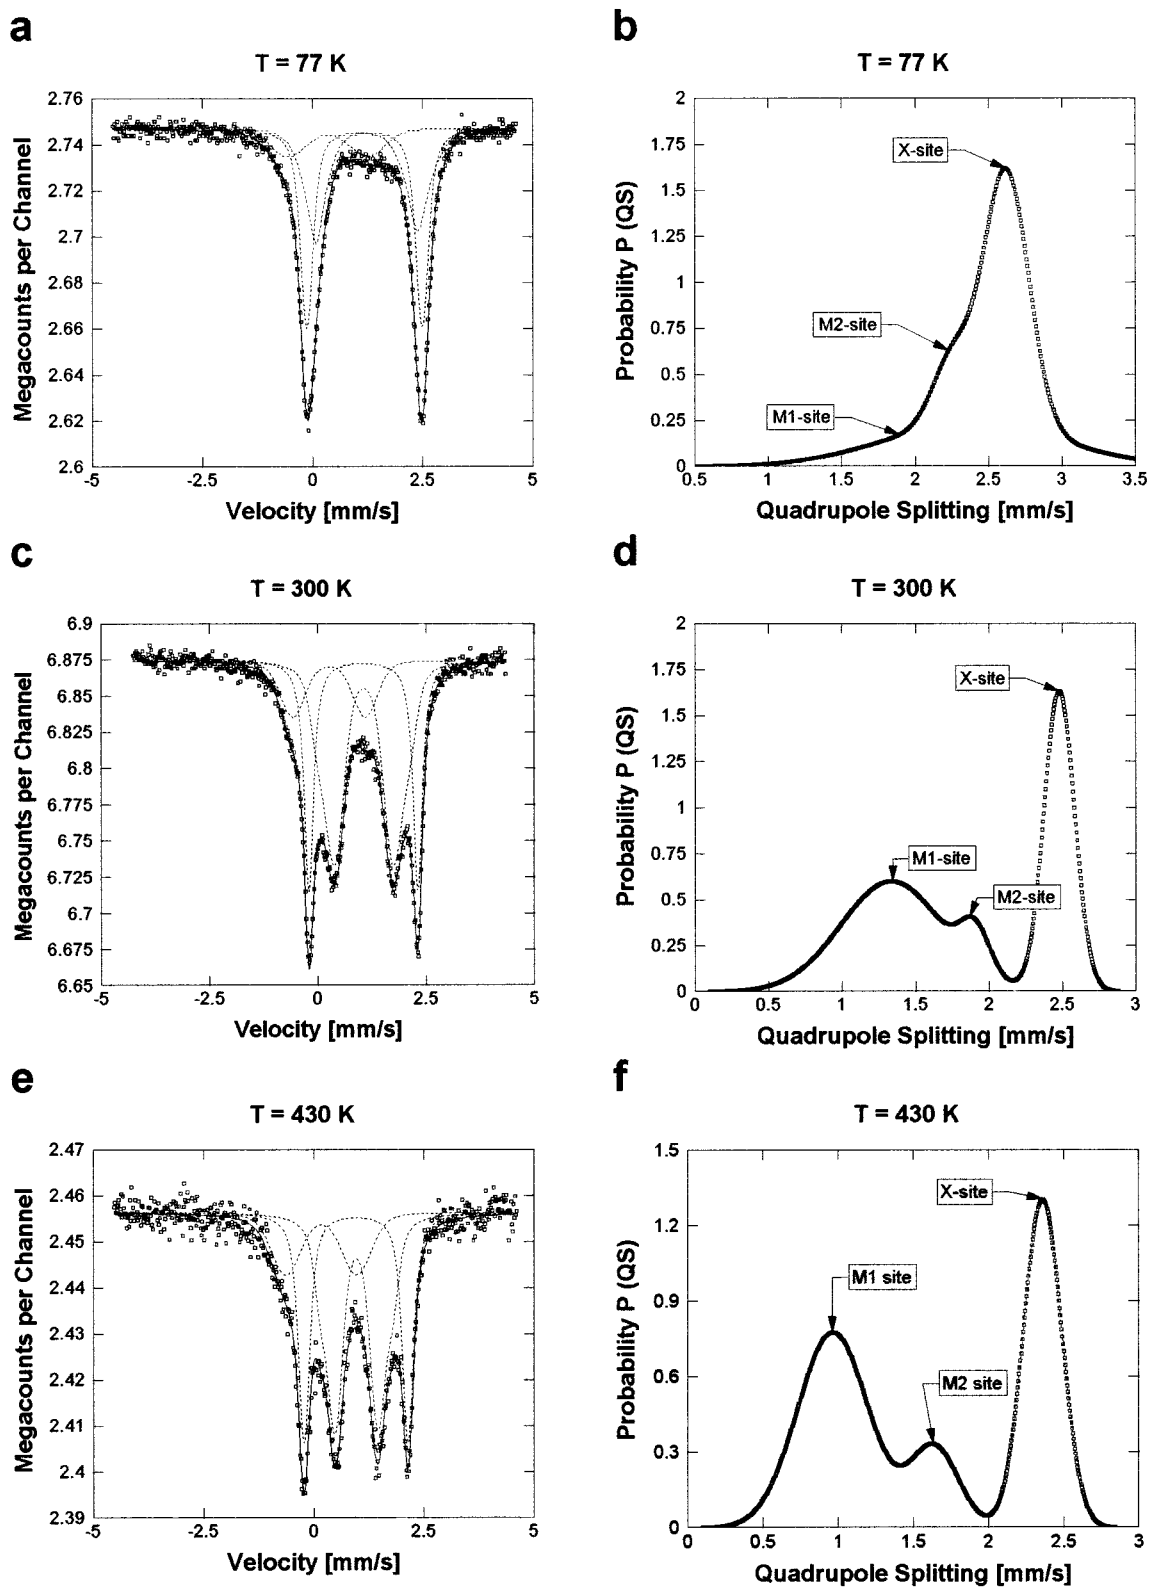 a
T = 77 K
2.76
2.74
2.72
2.7
2.68
2.66
2.64
2.62
2.6
Megacounts per Channel
-5 -2.5 0 2.5 5
Velocity [mm/s]
b
T = 77 K
2
1.75
1.5
1.25
1
0.75
0.5
0.25
0
Probability P (QS)
X-site
M2-site
M1-site
0.5 1 1.5 2 2.5 3 3.5
Quadrupole Splitting [mm/s]
c
T = 300 K
6.9
6.875
6.85
6.825
6.8
6.775
6.75
6.725
6.7
6.675
6.65
Megacounts per Channel
-5 -2.5 0 2.5 5
Velocity [mm/s]
d
T = 300 K
2
1.75
1.5
1.25
1
0.75
0.5
0.25
0
Probability P (QS)
X-site
M1-site
M2-site
0 0.5 1 1.5 2 2.5 3
Quadrupole Splitting [mm/s]
e
T = 430 K
2.47
2.46
2.45
2.44
2.43
2.42
2.41
2.4
2.39
Megacounts per Channel
-5 -2.5 0 2.5 5
Velocity [mm/s]
f
T = 430 K
1.5
1.2
0.9
0.6
0.3
0
Probability P (QS)
X-site
M1 site
M2 site
0 0.5 1 1.5 2 2.5 3
Quadrupole Splitting [mm/s]